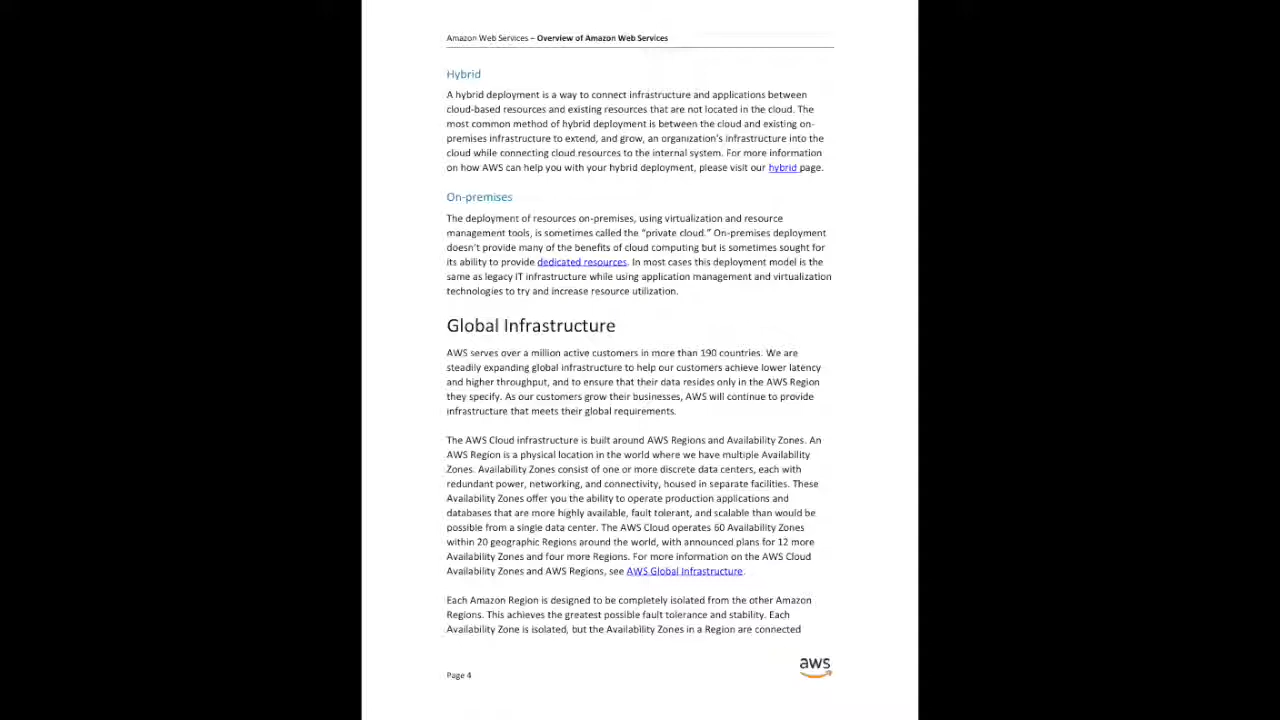 Amazon Web Services – Overview of Amazon Web Services
Hybrid
A hybrid deployment is a way to connect infrastructure and applications between
cloud-based resources and existing resources that are not located in the cloud. The
most common method of hybrid deployment is between the cloud and existing on-
premises infrastructure to extend, and grow, an organization's infrastructure into the
cloud while connecting cloud resources to the internal system. For more information
on how AWS can help you with your hybrid deployment, please visit our hybrid page.
On-premises
The deployment of resources on-premises, using virtualization and resource
management tools, is sometimes called the “private cloud.” On-premises deployment
doesn't provide many of the benefits of cloud computing but is sometimes sought for
its ability to provide dedicated resources. In most cases this deployment model is the
same as legacy IT infrastructure while using application management and virtualization
technologies to try and increase resource utilization.
Global Infrastructure
AWS serves over a million active customers in more than 190 countries. We are
steadily expanding global infrastructure to help our customers achieve lower latency
and higher throughput, and to ensure that their data resides only in the AWS Region
they specify. As our customers grow their businesses, AWS will continue to provide
infrastructure that meets their global requirements.
The AWS Cloud infrastructure is built around AWS Regions and Availability Zones. An
AWS Region is a physical location in the world where we have multiple Availability
Zones. Availability Zones consist of one or more discrete data centers, each with
redundant power, networking, and connectivity, housed in separate facilities. These
Availability Zones offer you the ability to operate production applications and
databases that are more highly available, fault tolerant, and scalable than would be
possible from a single data center. The AWS Cloud operates 60 Availability Zones
within 20 geographic Regions around the world, with announced plans for 12 more
Availability Zones and four more Regions. For more information on the AWS Cloud
Availability Zones and AWS Regions, see AWS Global Infrastructure.
Each Amazon Region is designed to be completely isolated from the other Amazon
Regions. This achieves the greatest possible fault tolerance and stability. Each
Availability Zone is isolated, but the Availability Zones in a Region are connected
aws
Page 4